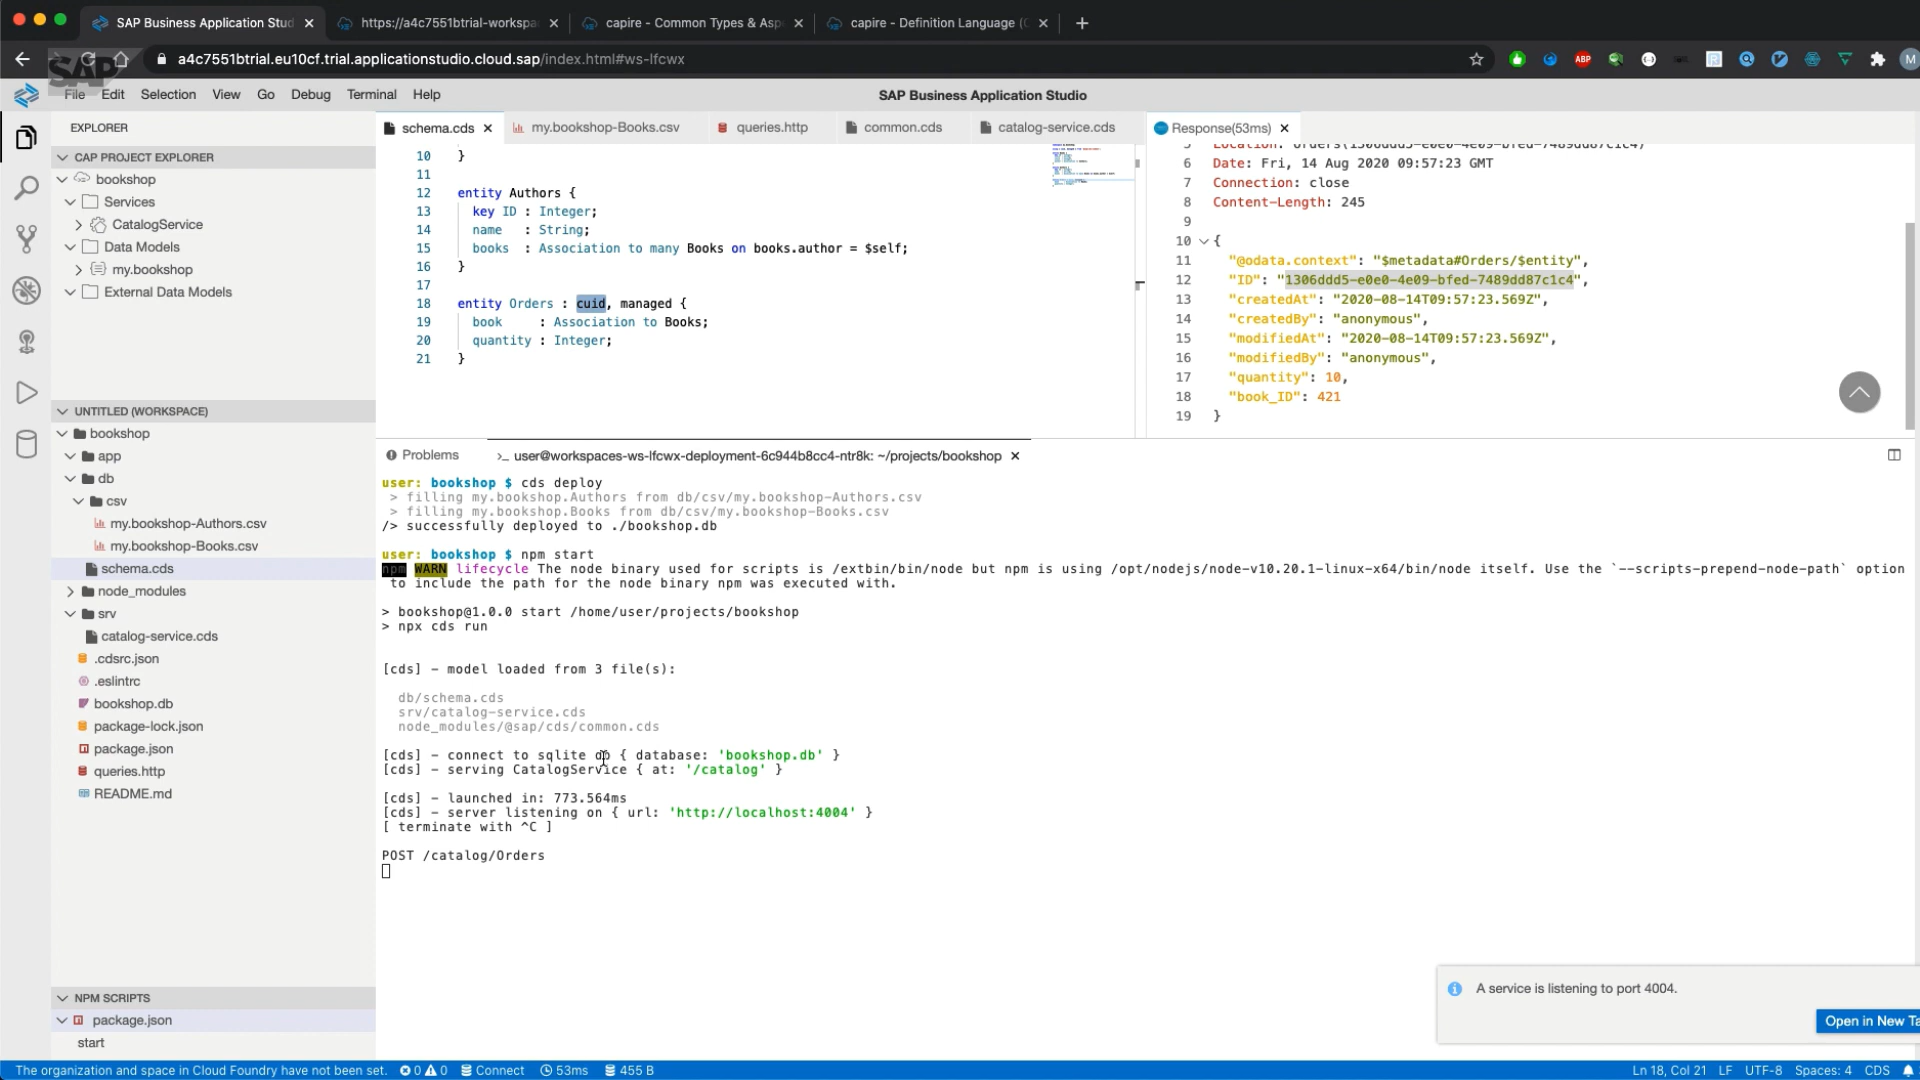 SAP Business Application Stud
https://a4c7551btrial-workspa
capire - Common Types & Asp
capire - Definition Language (
a4c7551btrial.eu10cf.trial.applicationstudio.cloud.sap/index.html#ws-lfcwx
ABP
M
SAP
File Edit Selection View Go Debug Terminal Help
SAP Business Application Studio
EXPLORER
CAP PROJECT EXPLORER
bookshop
Services
CatalogService
Data Models
my.bookshop
External Data Models
UNTITLED (WORKSPACE)
bookshop
app
db
csv
my.bookshop-Authors.csv
my.bookshop-Books.csv
schema.cds
node_modules
srv
catalog-service.cds
.cdsrc.json
.eslintrc
bookshop.db
package-lock.json
package.json
queries.http
README.md
NPM SCRIPTS
package.json
start
schema.cds
my.bookshop-Books.csv
queries.http
common.cds
catalog-service.cds
10 }
11
12 entity Authors {
13 key ID : Integer;
14 name : String;
15 books : Association to many Books on books.author = $self;
16 }
17
18 entity Orders : cuid, managed {
19 book : Association to Books;
20 quantity : Integer;
21 }
Response(53ms)
5 Location: Orders(1306ddd5-e0e0-4e09-bfed-7489dd87c1c4)
6 Date: Fri, 14 Aug 2020 09:57:23 GMT
7 Connection: close
8 Content-Length: 245
9
10 {
11 "@odata.context": "$metadata#Orders/$entity",
12 "ID": "1306ddd5-e0e0-4e09-bfed-7489dd87c1c4",
13 "createdAt": "2020-08-14T09:57:23.569Z",
14 "createdBy": "anonymous",
15 "modifiedAt": "2020-08-14T09:57:23.569Z",
16 "modifiedBy": "anonymous",
17 "quantity": 10,
18 "book_ID": 421
19 }
Problems
>_ user@workspaces-ws-lfcwx-deployment-6c944b8cc4-ntr8k: ~/projects/bookshop
user: bookshop $ cds deploy
> filling my.bookshop.Authors from db/csv/my.bookshop-Authors.csv
> filling my.bookshop.Books from db/csv/my.bookshop-Books.csv
/> successfully deployed to ./bookshop.db
user: bookshop $ npm start
npm WARN lifecycle The node binary used for scripts is /extbin/bin/node but npm is using /opt/nodejs/node-v10.20.1-linux-x64/bin/node itself. Use the `--scripts-prepend-node-path` option
to include the path for the node binary npm was executed with.
> bookshop@1.0.0 start /home/user/projects/bookshop
> npx cds run
[cds] - model loaded from 3 file(s):
db/schema.cds
srv/catalog-service.cds
node_modules/@sap/cds/common.cds
[cds] - connect to sqlite db { database: 'bookshop.db' }
[cds] - serving CatalogService { at: '/catalog' }
[cds] - launched in: 773.564ms
[cds] - server listening on { url: 'http://localhost:4004' }
[ terminate with ^C ]
POST /catalog/Orders
A service is listening to port 4004.
Open in New Ta
The organization and space in Cloud Foundry have not been set. 0 0 Connect 53ms 455 B
Ln 18, Col 21 LF UTF-8 Spaces: 4 CDS